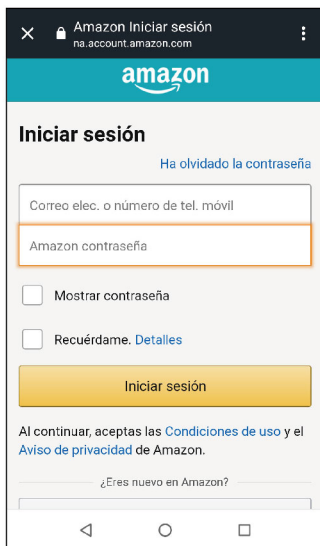 Amazon Iniciar sesión
na.account.amazon.com
amazon
Iniciar sesión
Ha olvidado la contraseña
Correo elec. o número de tel. móvil
Amazon contraseña
Mostrar contraseña
Recuérdame. Detalles
Iniciar sesión
Al continuar, aceptas las Condiciones de uso y el
Aviso de privacidad de Amazon.
¿Eres nuevo en Amazon?